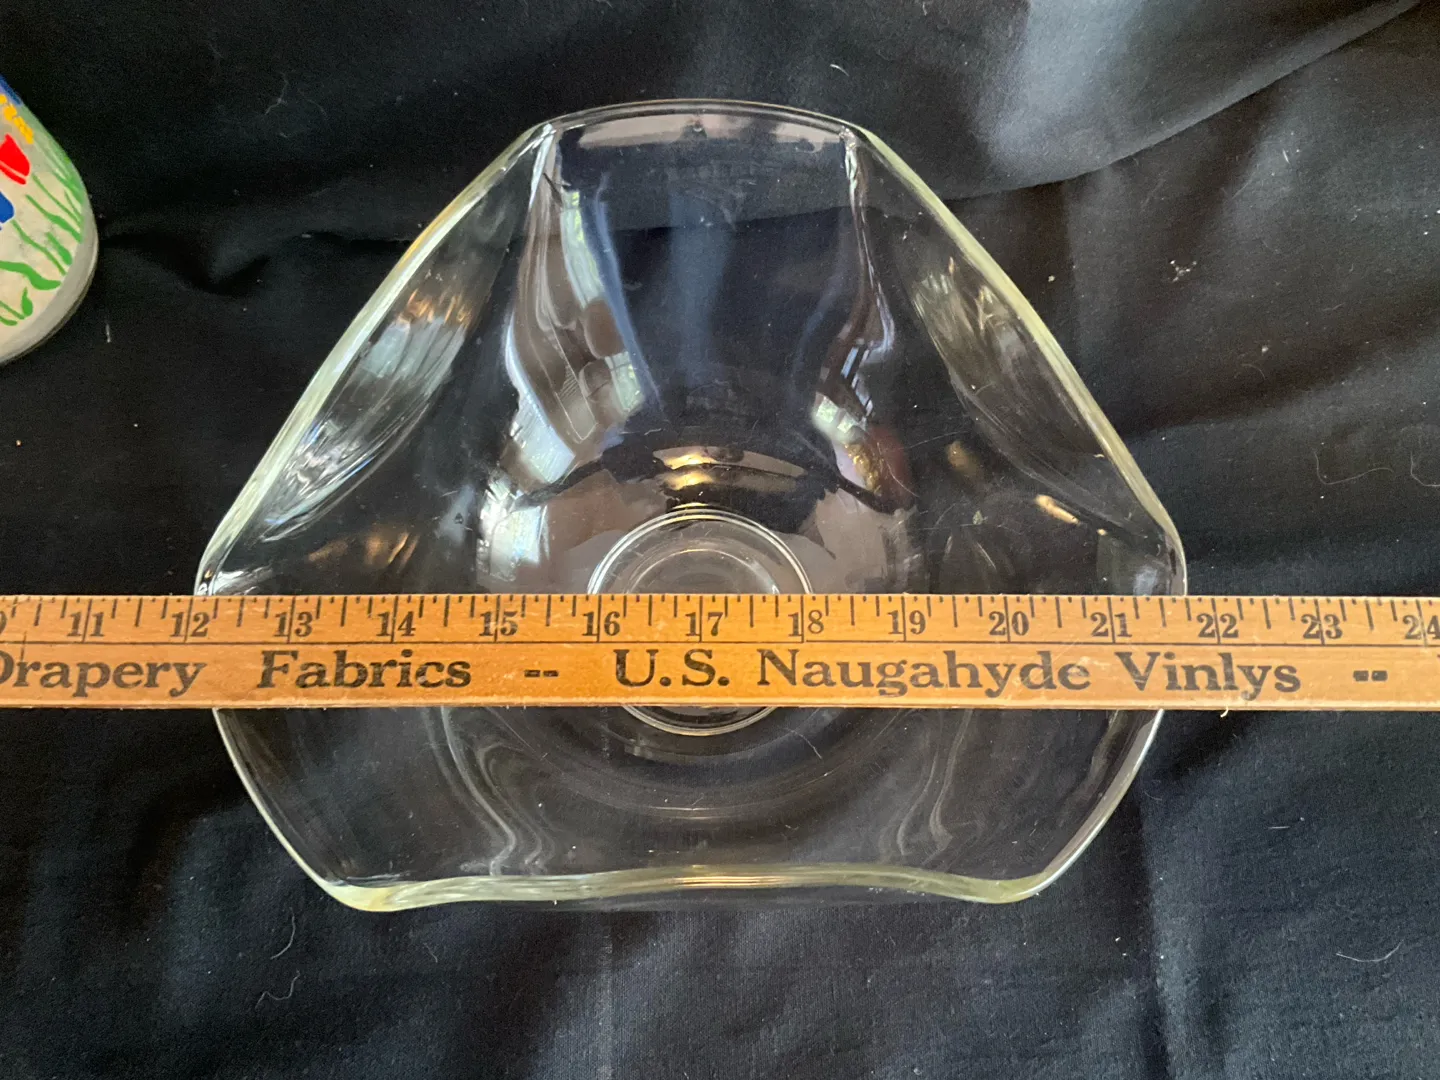 11 12 13 14 15 16 17 18 19 20 21 22 23 24
Drapery Fabrics -- U.S. Naugahyde Vinlys --